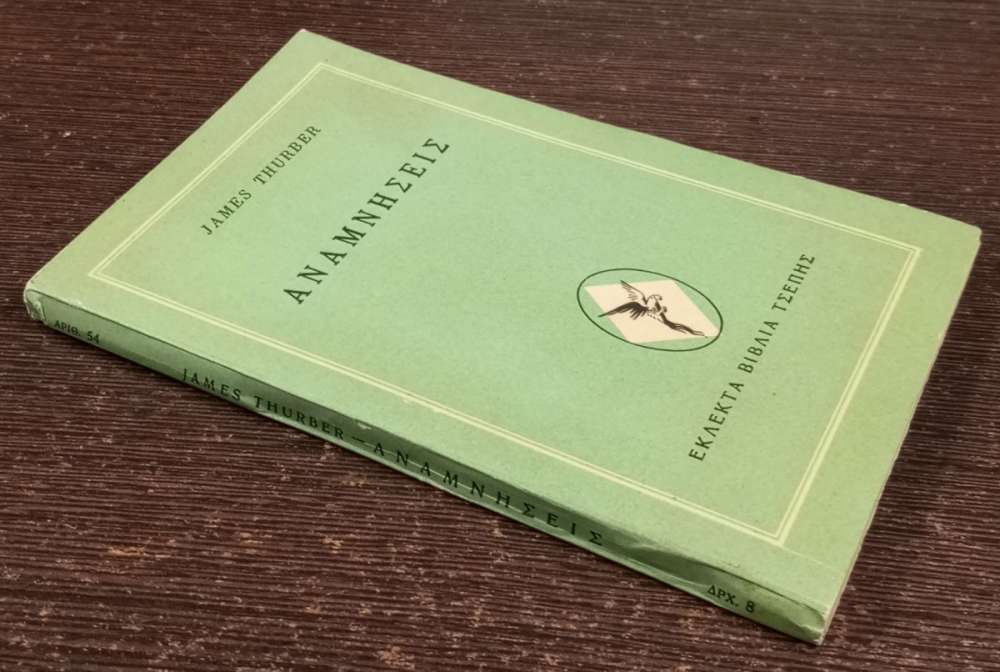 JAMES THURBER
ΑΝΑΜΝΗΣΕΙΣ
ΕΚΛΕΚΤΑ ΒΙΒΛΙΑ ΤΣΕΠΗΣ
ΑΡΙΘ. 54
JAMES THURBER — ΑΝΑΜΝΗΣΕΙΣ
ΔΡΧ. 8